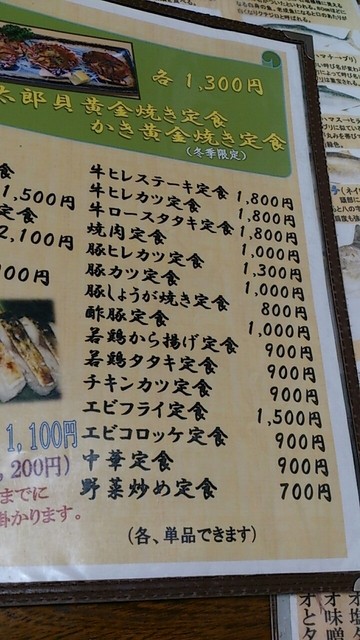 各 1,300円
太郎貝黄金焼き定食
かき黄金焼き定食
（冬季限定）
食
1,500円
定食
2,100円
00円
1,100円
,200円）
までに
掛かります。
牛ヒレステーキ定食 1,800円
牛ヒレカツ定食 1,800円
牛ロースタタキ定食 1,800円
焼肉定食 1,000円
豚ヒレカツ定食 1,300円
豚カツ定食 1,000円
豚しょうが焼き定食 800円
酢豚定食 1,000円
若鶏から揚げ定食 900円
若鶏タタキ定食 900円
チキンカツ定食 900円
エビフライ定食 1,500円
エビコロッケ定食 900円
中華定食 900円
野菜炒め定食 700円
（各、単品できます）